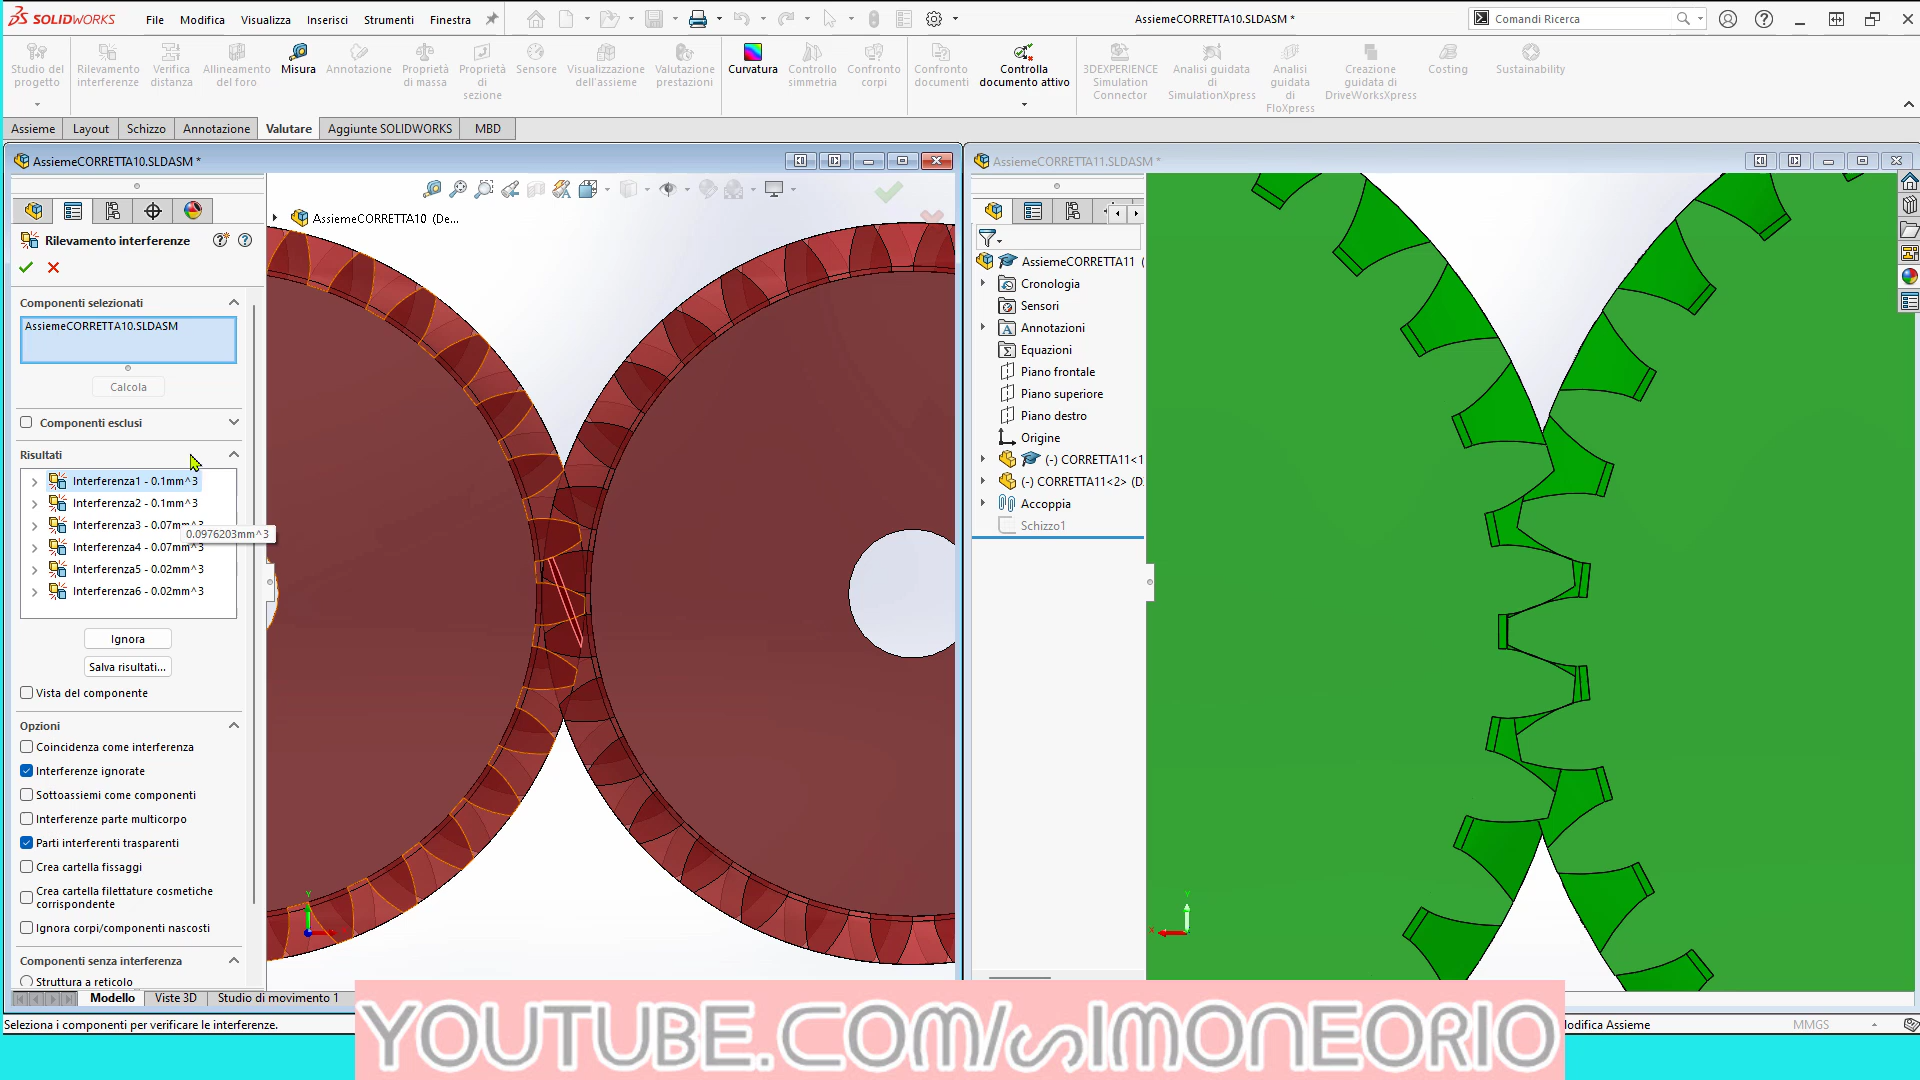 SOLIDWORKS File Modifica Visualizza Inserisci Strumenti Finestra AssiemeCORRETTA10.SLDASM * Comandi Ricerca
Studio del progetto
Rilevamento interferenze
Verifica distanza
Allineamento del foro
Misura
Annotazione
Proprietà di massa
Proprietà di sezione
Sensore
Visualizzazione dell'assieme
Valutazione prestazioni
Curvatura
Controllo simmetria
Confronto corpi
Confronto documenti
Controlla documento attivo
3DEXPERIENCE Simulation Connector
Analisi guidata di SimulationXpress
Analisi guidata di FloXpress
Creazione guidata di DriveWorksXpress
Costing
Sustainability
Assieme Layout Schizzo Annotazione Valutare Aggiunte SOLIDWORKS MBD
AssiemeCORRETTA10.SLDASM *
AssiemeCORRETTA10 (De...
Rilevamento interferenze
Componenti selezionati
AssiemeCORRETTA10.SLDASM
Calcola
Componenti esclusi
Risultati
Interferenza1 - 0.1mm^3
Interferenza2 - 0.1mm^3
Interferenza3 - 0.07mm^3
0.0976203mm^3
Interferenza4 - 0.07mm^3
Interferenza5 - 0.02mm^3
Interferenza6 - 0.02mm^3
Ignora
Salva risultati...
Vista del componente
Opzioni
Coincidenza come interferenza
Interferenze ignorate
Sottoassiemi come componenti
Interferenze parte multicorpo
Parti interferenti trasparenti
Crea cartella fissaggi
Crea cartella filettature cosmetiche
corrispondente
Ignora corpi/componenti nascosti
Componenti senza interferenza
Struttura a reticolo
Modello Viste 3D Studio di movimento 1
Seleziona i componenti per verificare le interferenze.
AssiemeCORRETTA11.SLDASM *
AssiemeCORRETTA11 (
Cronologia
Sensori
Annotazioni
Equazioni
Piano frontale
Piano superiore
Piano destro
Origine
(-) CORRETTA11<1
(-) CORRETTA11<2> (D
Accoppia
Schizzo1
Y
Y
X
odifica Assieme MMGS
YOUTUBE.COM/SIMONEORIO